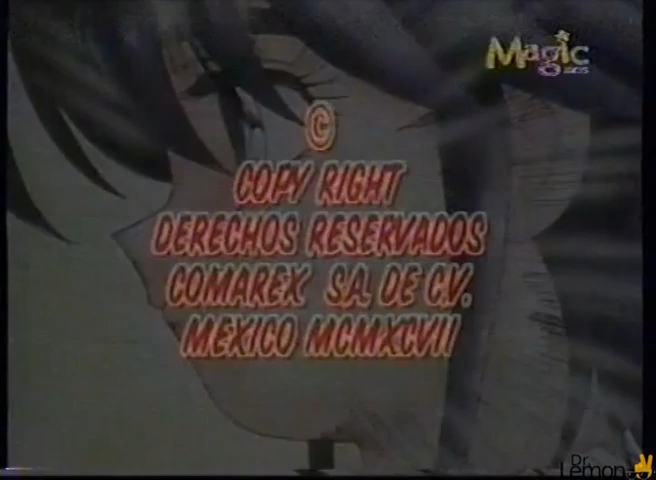 Magic
©
COPY RIGHT
DERECHOS RESERVADOS
COMAREX S.A. DE C.V.
MEXICO MCMXCVII
Dr.
Lemon